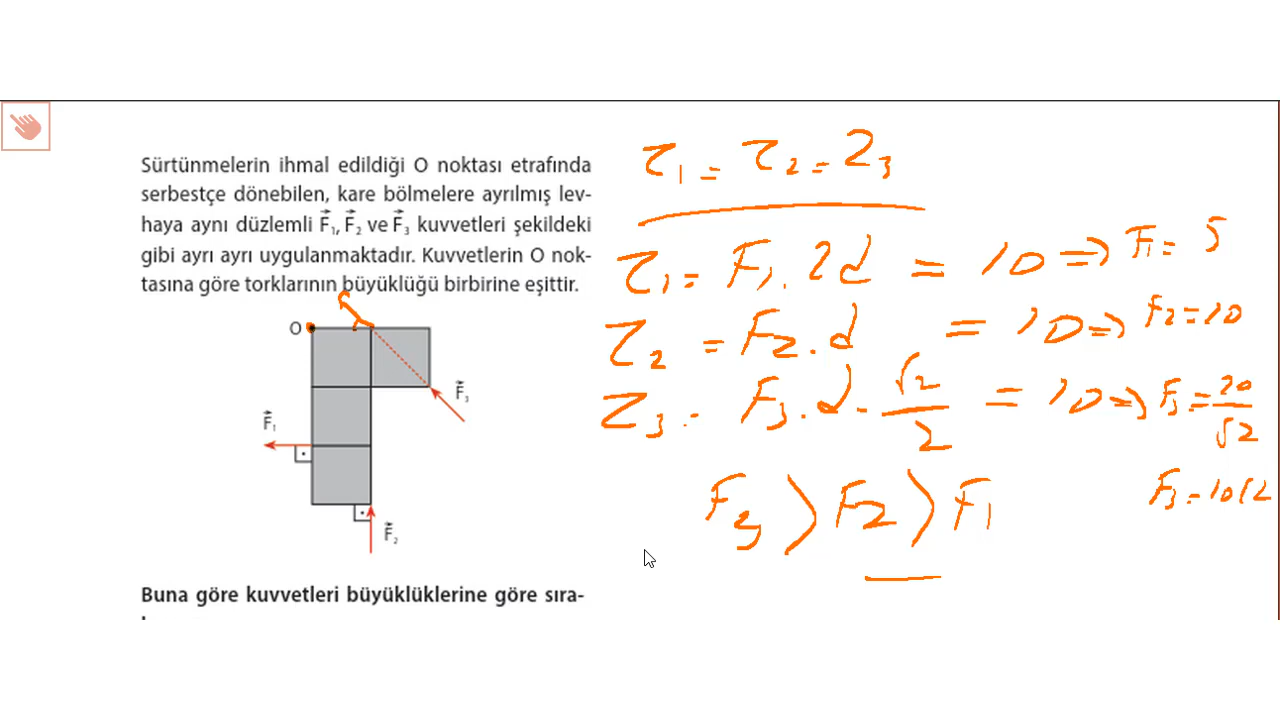 Sürtünmelerin ihmal edildiği O noktası etrafında
serbestçe dönebilen, kare bölmelere ayrılmış lev-
haya aynı düzlemli F₁, F₂ ve F₃ kuvvetleri şekildeki
gibi ayrı ayrı uygulanmaktadır. Kuvvetlerin O nok-
tasına göre torklarının büyüklüğü birbirine eşittir.
O
F₃
F₁
F₂
Buna göre kuvvetleri büyüklüklerine göre sıra-
τ₁ = τ₂ = τ₃
τ₁ = F₁ . 2d = 10 ⇒ F₁ = 5
τ₂ = F₂ . d = 10 ⇒ F₂ = 10
τ₃ = F₃ . d . √2/2 = 10 ⇒ F₃ = 20/√2
F₃ = 10√2
F₃ > F₂ > F₁